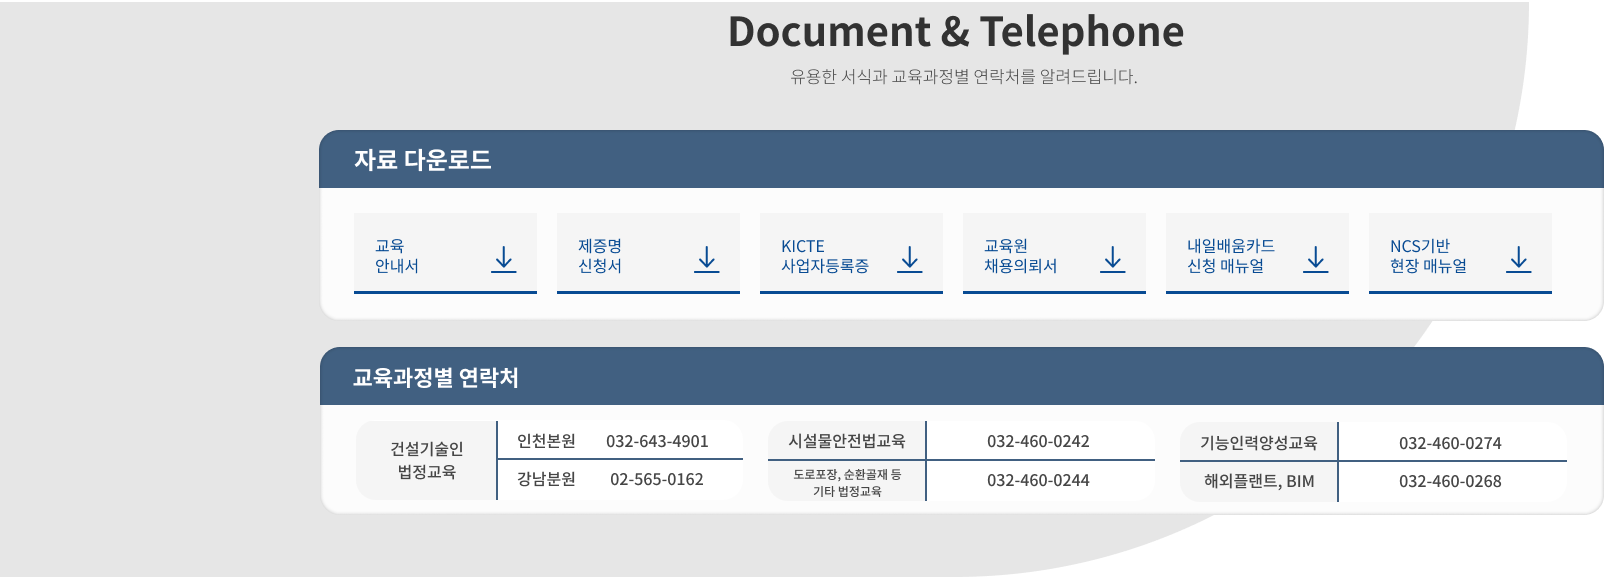 Document & Telephone
유용한 서식과 교육과정별 연락처를 알려드립니다.
자료 다운로드
교육
안내서
제증명
신청서
KICTE
사업자등록증
교육원
채용의뢰서
내일배움카드
신청 매뉴얼
NCS기반
현장 매뉴얼
교육과정별 연락처
건설기술인
법정교육
인천본원 032-643-4901
강남분원 02-565-0162
시설물안전법교육 032-460-0242
도로포장, 순환골재 등
기타 법정교육
032-460-0244
기능인력양성교육 032-460-0274
해외플랜트, BIM 032-460-0268